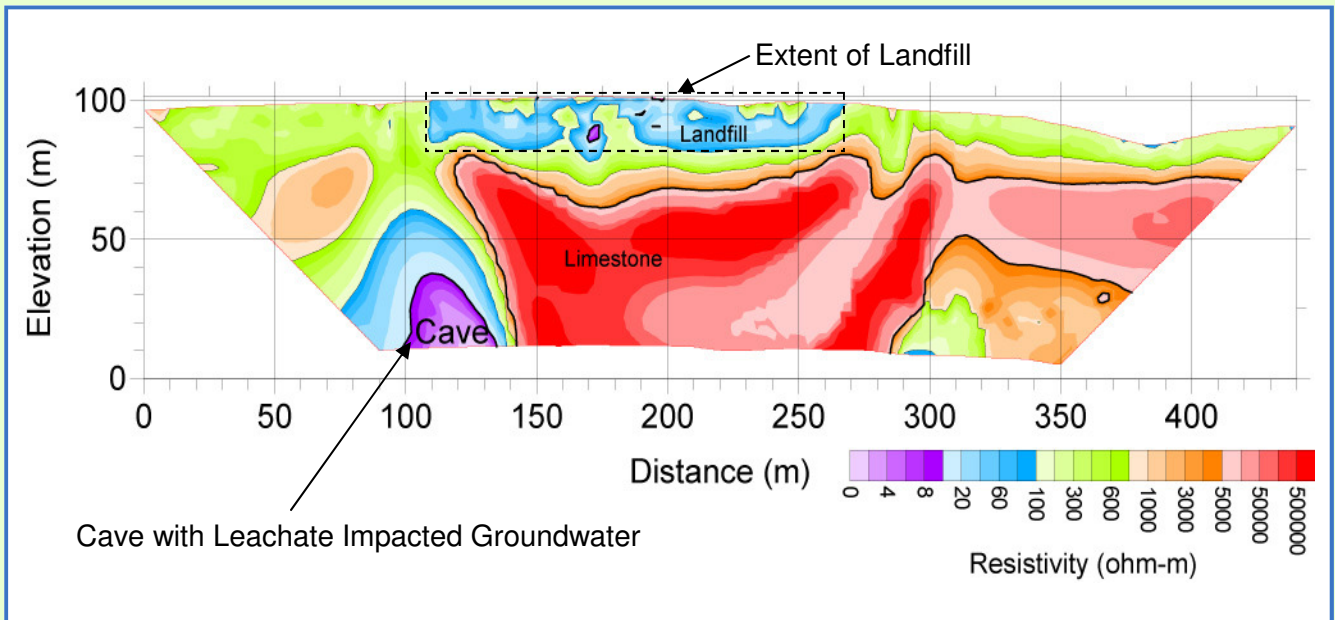 Extent of Landfill
100
Landfill
50
Limestone
Cave
0
Elevation (m)
0 50 100 150 200 250 300 350 400
Distance (m)
0 4 8 20 60 100 300 600 1000 3000 5000 50000 500000
Resistivity (ohm-m)
Cave with Leachate Impacted Groundwater